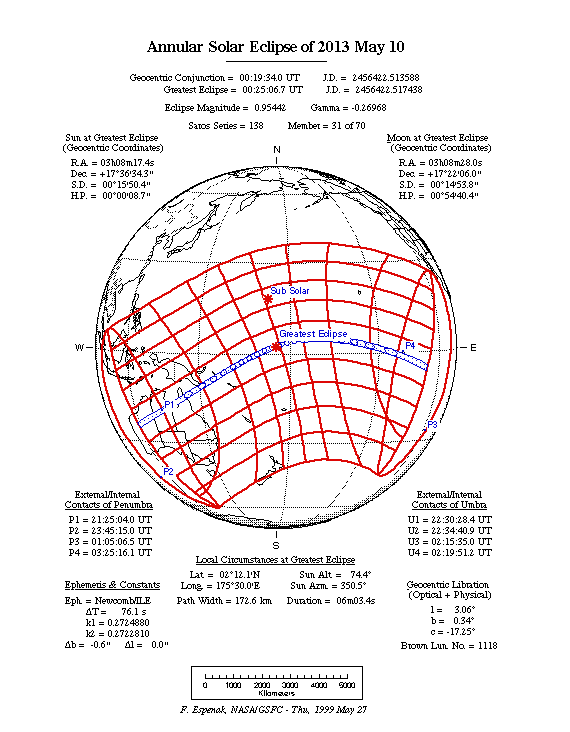 Annular Solar Eclipse of 2013 May 10
Geocentric Conjunction = 00:19:34.0 UT J.D. = 2456422.513588
Greatest Eclipse = 00:25:06.7 UT J.D. = 2456422.517438
Eclipse Magnitude = 0.95442 Gamma = -0.26968
Saros Series = 138 Member = 31 of 70
Sun at Greatest Eclipse
(Geocentric Coordinates)
R.A. = 03h08m17.4s
Dec. = +17°36'34.3"
S.D. = 00°15'50.4"
H.P. = 00°00'08.7"
Moon at Greatest Eclipse
(Geocentric Coordinates)
R.A. = 03h08m28.0s
Dec. = +17°22'06.0"
S.D. = 00°14'53.8"
H.P. = 00°54'40.4"
N
Sub Solar
Greatest Eclipse
W
P4
E
P1
P3
P2
S
External/Internal
Contacts of Penumbra
P1 = 21:25:04.0 UT
P2 = 23:45:15.0 UT
P3 = 01:05:06.5 UT
P4 = 03:25:16.1 UT
External/Internal
Contacts of Umbra
U1 = 22:30:28.4 UT
U2 = 22:34:40.9 UT
U3 = 02:15:35.0 UT
U4 = 02:19:51.2 UT
Local Circumstances at Greatest Eclipse
Lat. = 02°12.1'N Sun Alt. = 74.4°
Long. = 175°30.0'E Sun Azm. = 350.5°
Path Width = 172.6 km Duration = 06m03.4s
Ephemeris & Constants
Eph. = Newcomb/ILE
ΔT = 76.1 s
k1 = 0.2724880
k2 = 0.2722810
Δb = -0.6" Δl = 0.0"
Geocentric Libration
(Optical + Physical)
l = 3.06°
b = 0.34°
c = -17.25°
Brown Lun. No. = 1118
0 1000 2000 3000 4000 5000
Kilometers
F. Espenak, NASA/GSFC - Thu, 1999 May 27